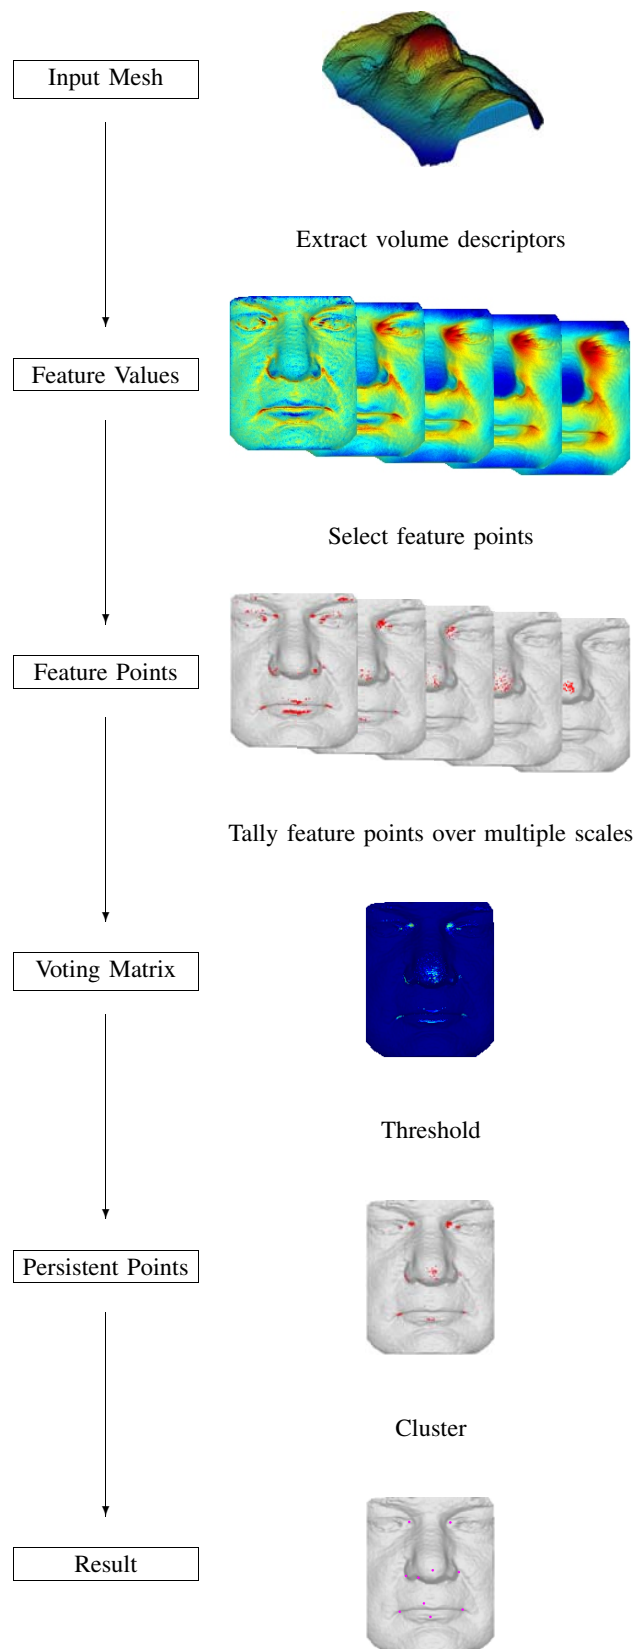 Input Mesh
Extract volume descriptors
Feature Values
Select feature points
Feature Points
Tally feature points over multiple scales
Voting Matrix
Threshold
Persistent Points
Cluster
Result